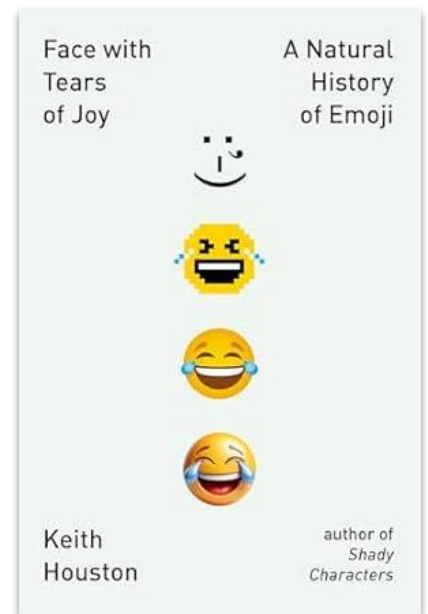 Face with
Tears
of Joy
A Natural
History
of Emoji
Keith
Houston
author of
Shady
Characters